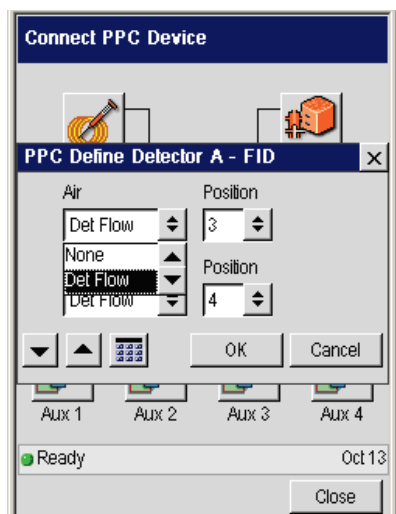 Connect PPC Device
PPC Define Detector A - FID
Air Position
Det Flow 3
None
Det Flow
Position
Det Flow 4
OK Cancel
Aux 1 Aux 2 Aux 3 Aux 4
Ready Oct 13
Close